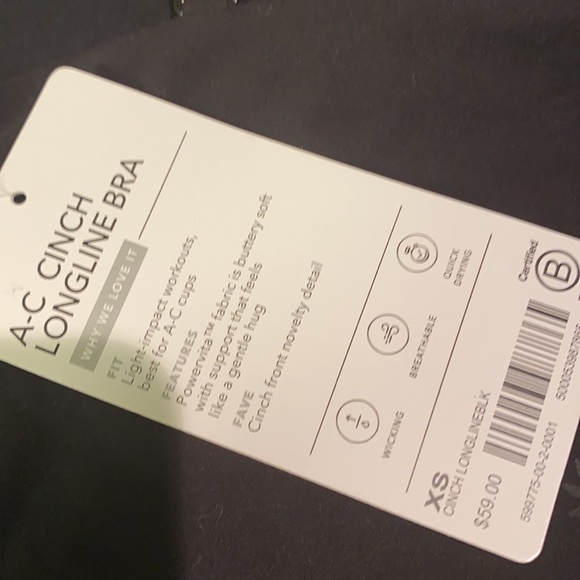 A-C CINCH
LONGLINE BRA
WHY WE LOVE IT
FIT
Light-impact workouts,
best for A-C cups
FEATURES
Powervita™ fabric is buttery soft
with support that feels
like a gentle hug
FAVE
Cinch front novelty detail
WICKING
BREATHABLE
QUICK
DRYING
XS
CINCH LONGLINEBLK
$59.00
Certified
B
599775-00-2-0001